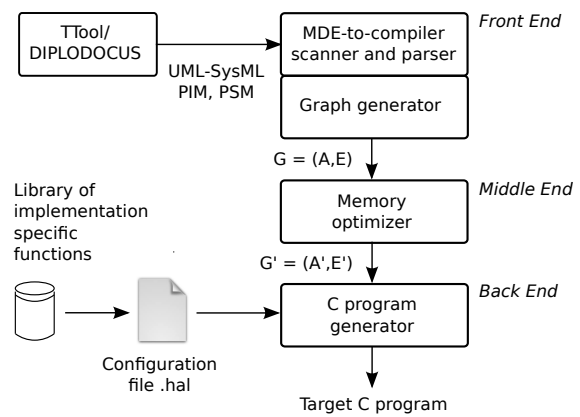 TTool/
DIPLODOCUS
UML-SysML
PIM, PSM
MDE-to-compiler
scanner and parser
Front End
Graph generator
G = (A,E)
Memory
optimizer
Middle End
G' = (A',E')
Library of
implementation
specific
functions
Configuration
file .hal
C program
generator
Back End
Target C program